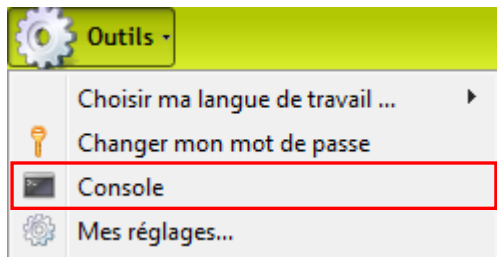 Outils
Choisir ma langue de travail ...
Changer mon mot de passe
Console
Mes réglages...